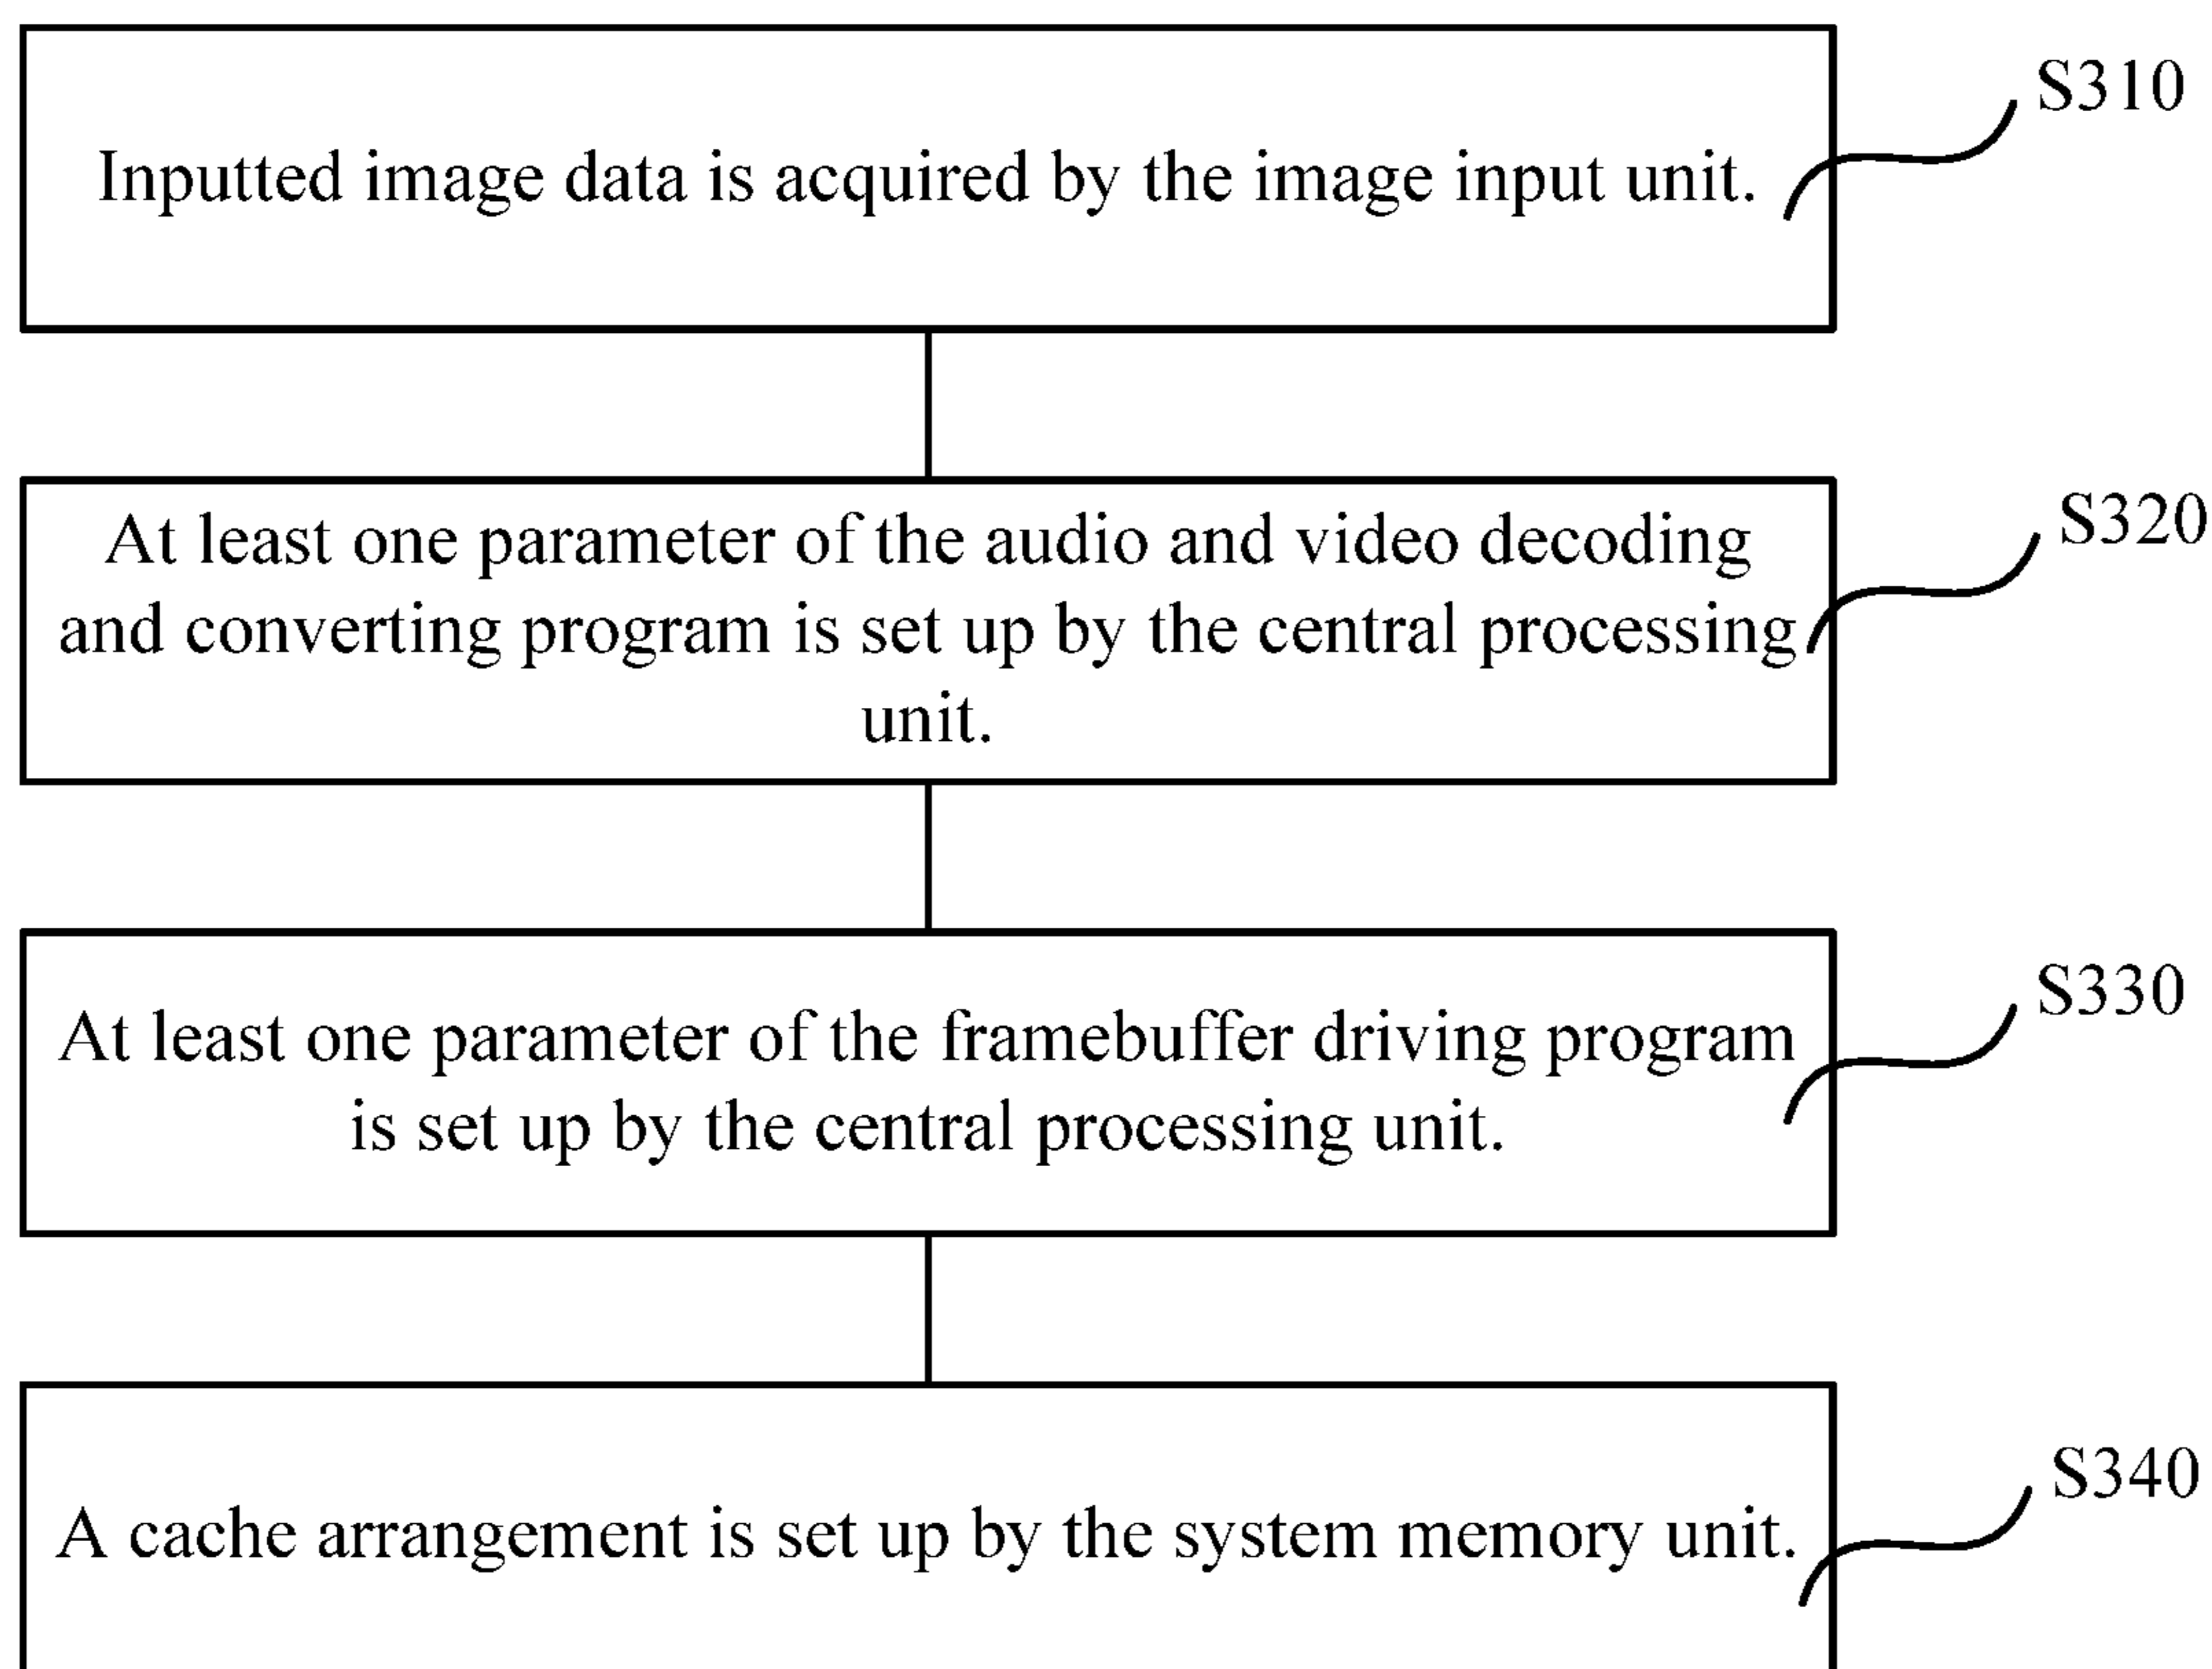 S310
Inputted image data is acquired by the image input unit.
S320
At least one parameter of the audio and video decoding
and converting program is set up by the central processing
unit.
S330
At least one parameter of the framebuffer driving program
is set up by the central processing unit.
S340
A cache arrangement is set up by the system memory unit.